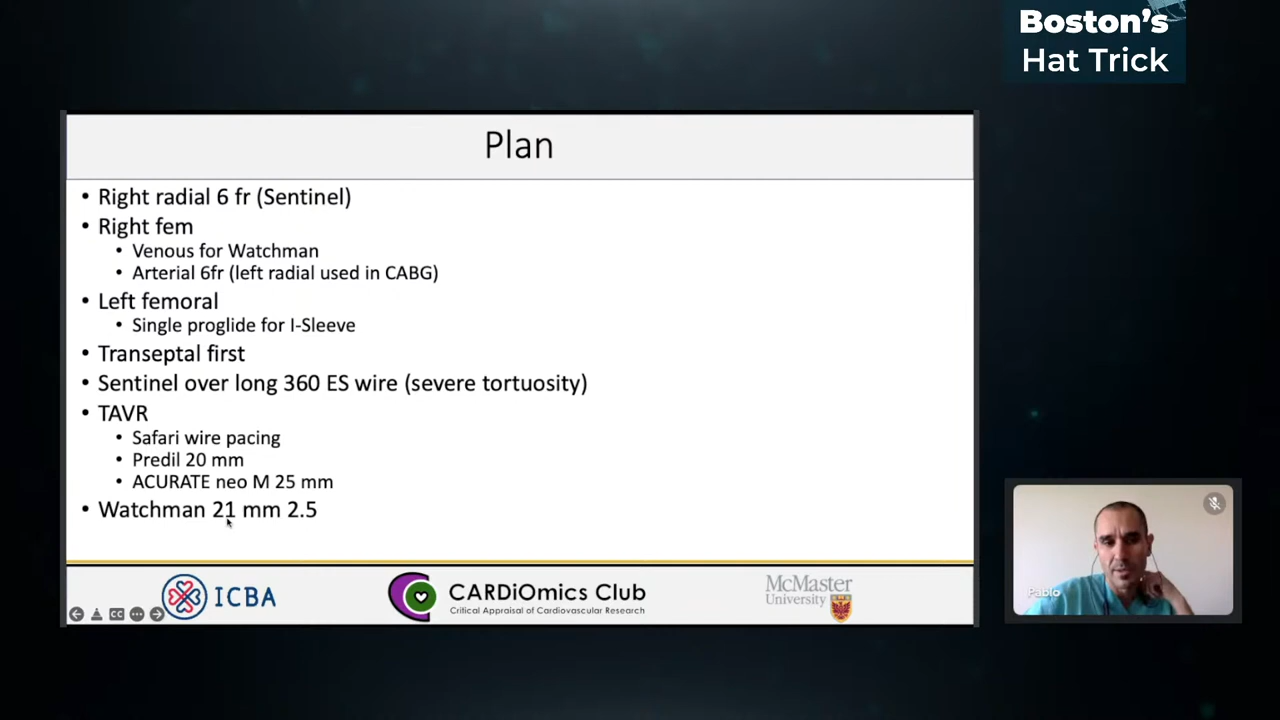 Boston's
Hat Trick
Plan
• Right radial 6 fr (Sentinel)
• Right fem
• Venous for Watchman
• Arterial 6fr (left radial used in CABG)
• Left femoral
• Single proglide for I-Sleeve
• Transeptal first
• Sentinel over long 360 ES wire (severe tortuosity)
• TAVR
• Safari wire pacing
• Predil 20 mm
• ACURATE neo M 25 mm
• Watchman 21 mm 2.5
ICBA
CARDiOmics Club
Critical Appraisal of Cardiovascular Research
McMaster
University
CC
Pablo